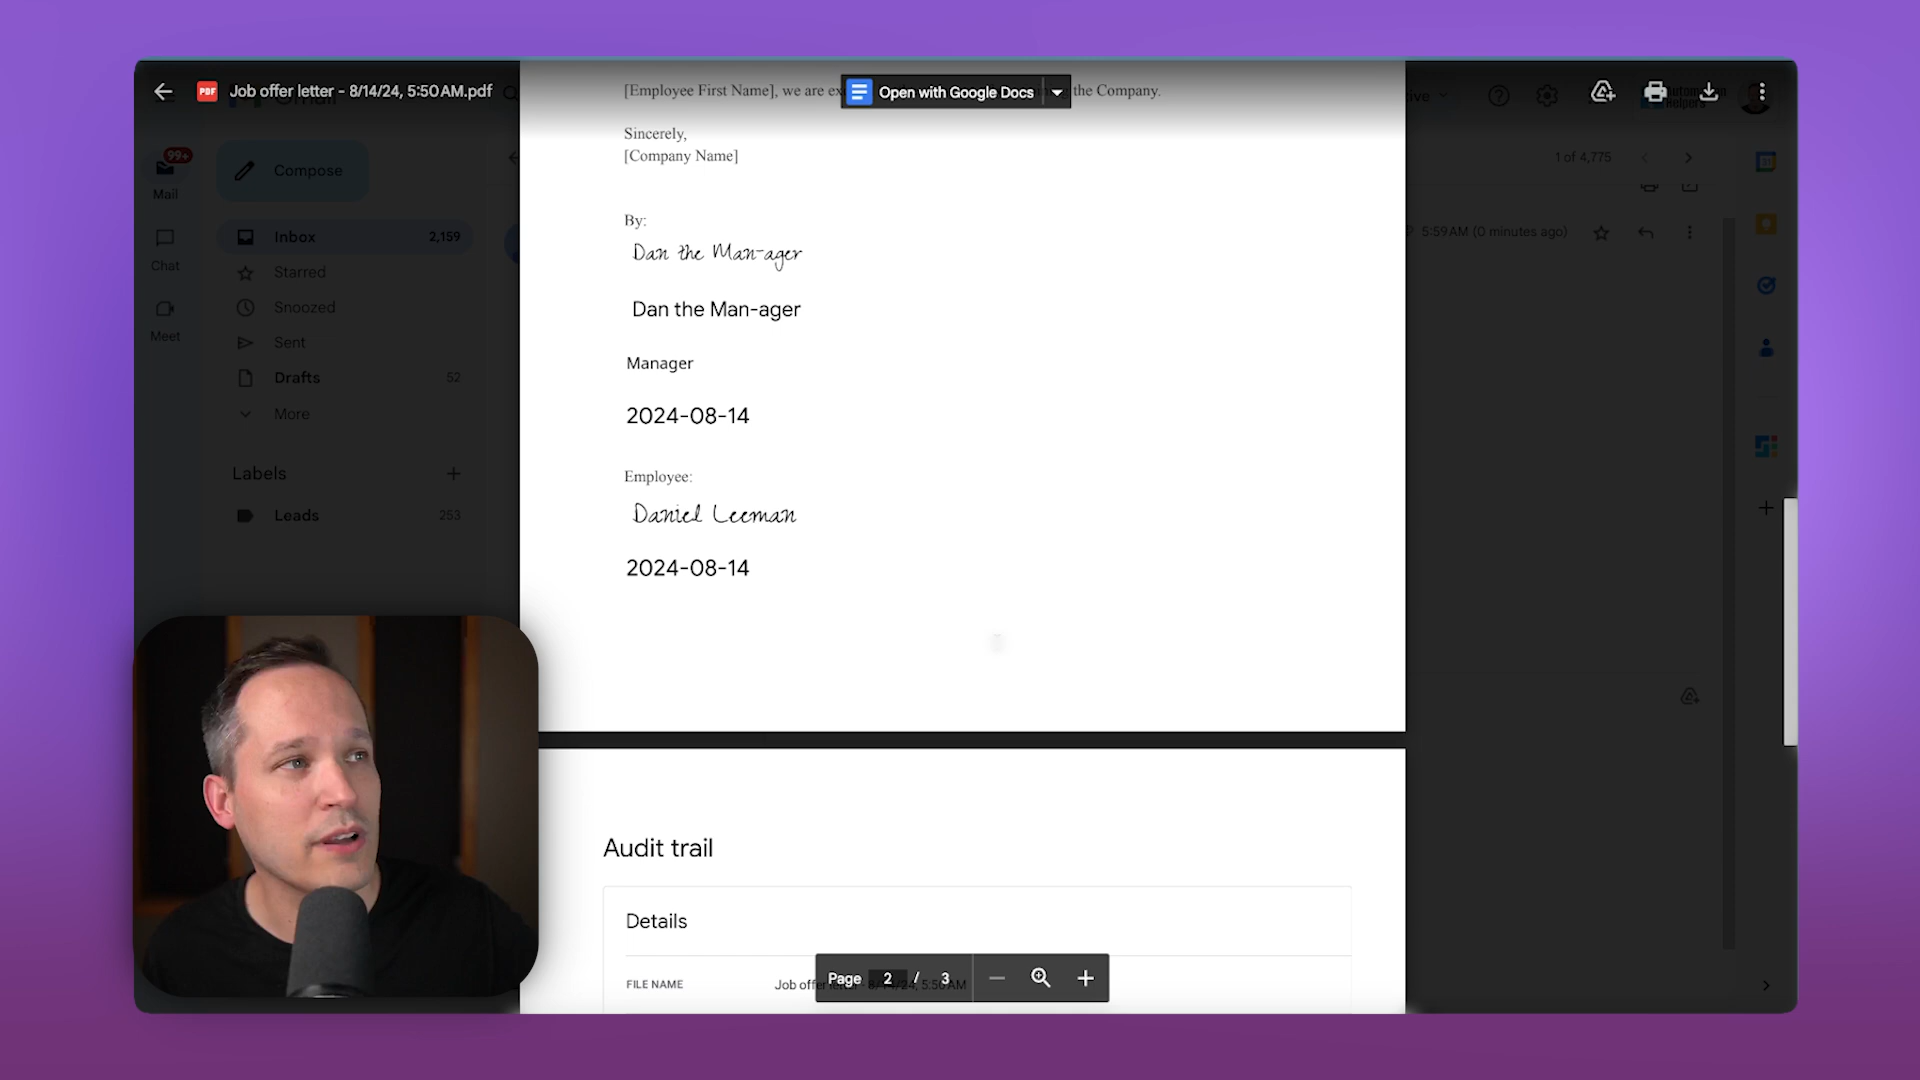 Job offer letter - 8/14/24, 5:50 AM.pdf
Open with Google Docs
[Employee First Name], we are
the Company.
Sincerely,
[Company Name]
By:
Dan the Man-ager
Dan the Man-ager
Manager
2024-08-14
Employee:
Daniel Leeman
2024-08-14
99+
Mail
Chat
Meet
Compose
Inbox 2,159
Starred
Snoozed
Sent
Drafts 52
More
Labels
Leads 253
1 of 4,775
5:59 AM (0 minutes ago)
Audit trail
Details
FILE NAME
Page 2 / 3